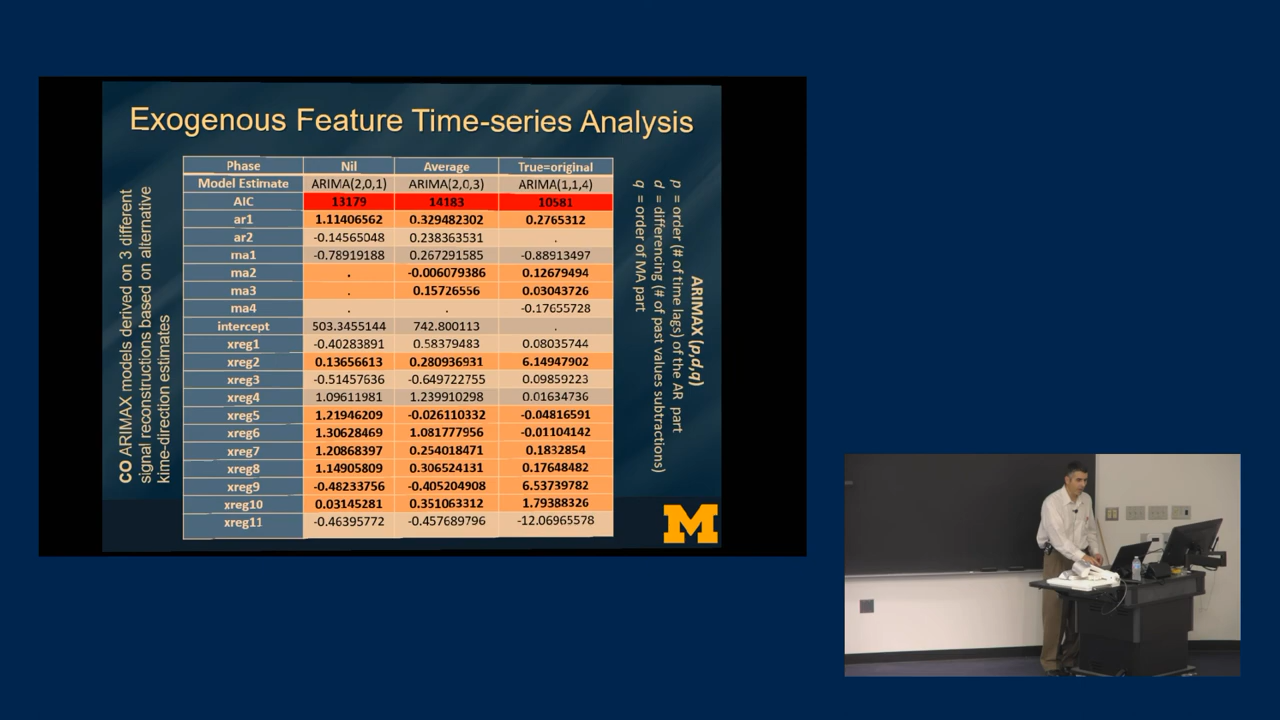 Exogenous Feature Time-series Analysis
CO ARIMAX models derived on 3 different
signal reconstructions based on alternative
kime-direction estimates
Phase Nil Average True=original
Model Estimate ARIMA(2,0,1) ARIMA(2,0,3) ARIMA(1,1,4)
AIC 13179 14183 10581
ar1 1.11406562 0.329482302 0.2765312
ar2 -0.14565048 0.238363531 .
ma1 -0.78919188 0.267291585 -0.88913497
ma2 . -0.006079386 0.12679494
ma3 . 0.15726556 0.03043726
ma4 . . -0.17655728
intercept 503.3455144 742.800113 .
xreg1 -0.40283891 0.58379483 0.08035744
xreg2 0.13656613 0.280936931 6.14947902
xreg3 -0.51457636 -0.649722755 0.09859223
xreg4 1.09611981 1.239910298 0.01634736
xreg5 1.21946209 -0.026110332 -0.04816591
xreg6 1.30628469 1.081777956 -0.01104142
xreg7 1.20868397 0.254018471 0.1832854
xreg8 1.14905809 0.306524131 0.17648482
xreg9 -0.48233756 -0.405204908 6.53739782
xreg10 0.03145281 0.351063312 1.79388326
xreg11 -0.46395772 -0.457689796 -12.06965578
ARIMAX (p,d,q)
p = order (# of time lags) of the AR part
d = differencing (# of past values subtractions)
q = order of MA part
M